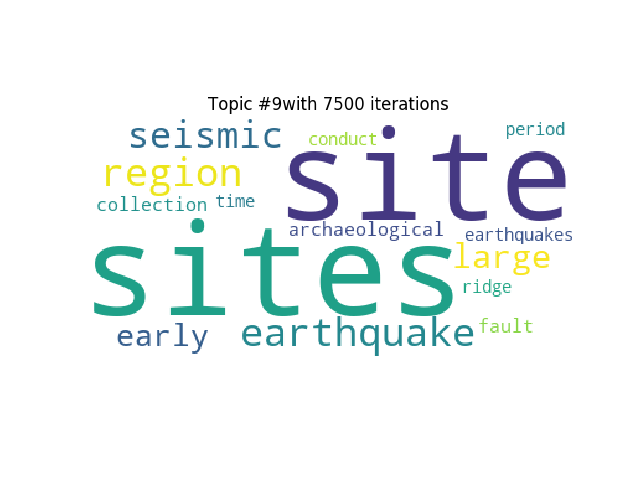 Topic #9with 7500 iterations
seismic
conduct
site
period
region
collection
time
archaeological
earthquakes
sites
large
ridge
early
earthquake
fault